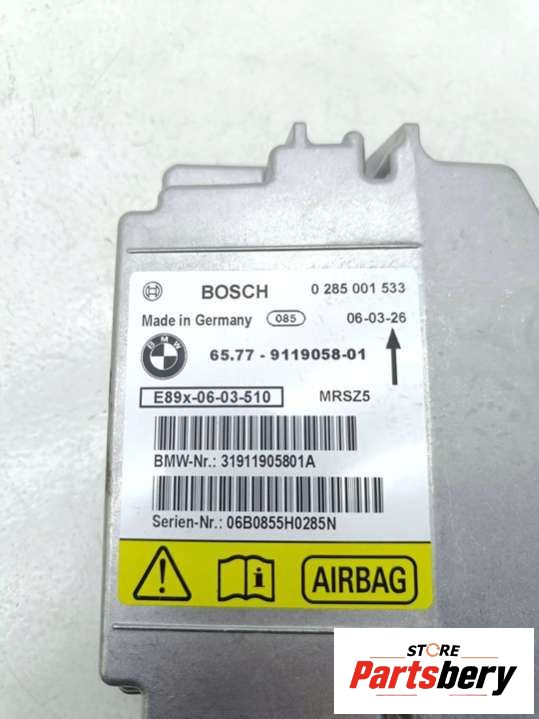 BOSCH 0 285 001 533
Made in Germany 085 06-03-26
BMW 65.77 - 9119058-01
E89x-06-03-510 MRSZ5
BMW-Nr.: 31911905801A
Serien-Nr.: 06B0855H0285N
AIRBAG
STORE
Partsbery